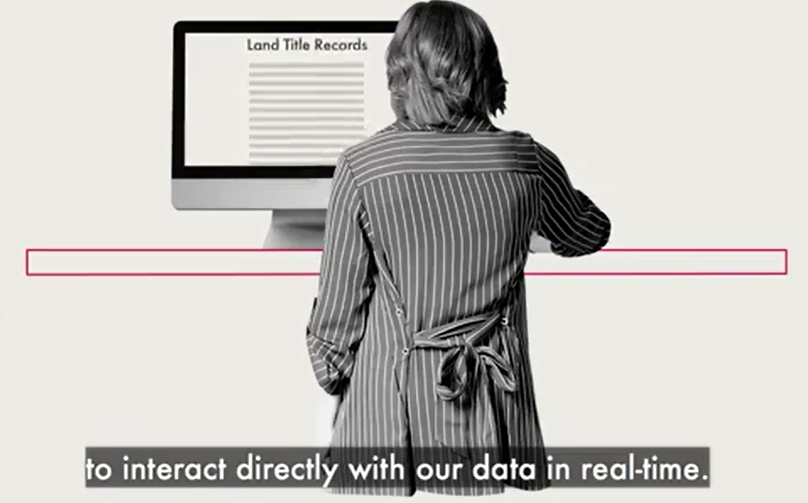 Land Title Records
to interact directly with our data in real-time.